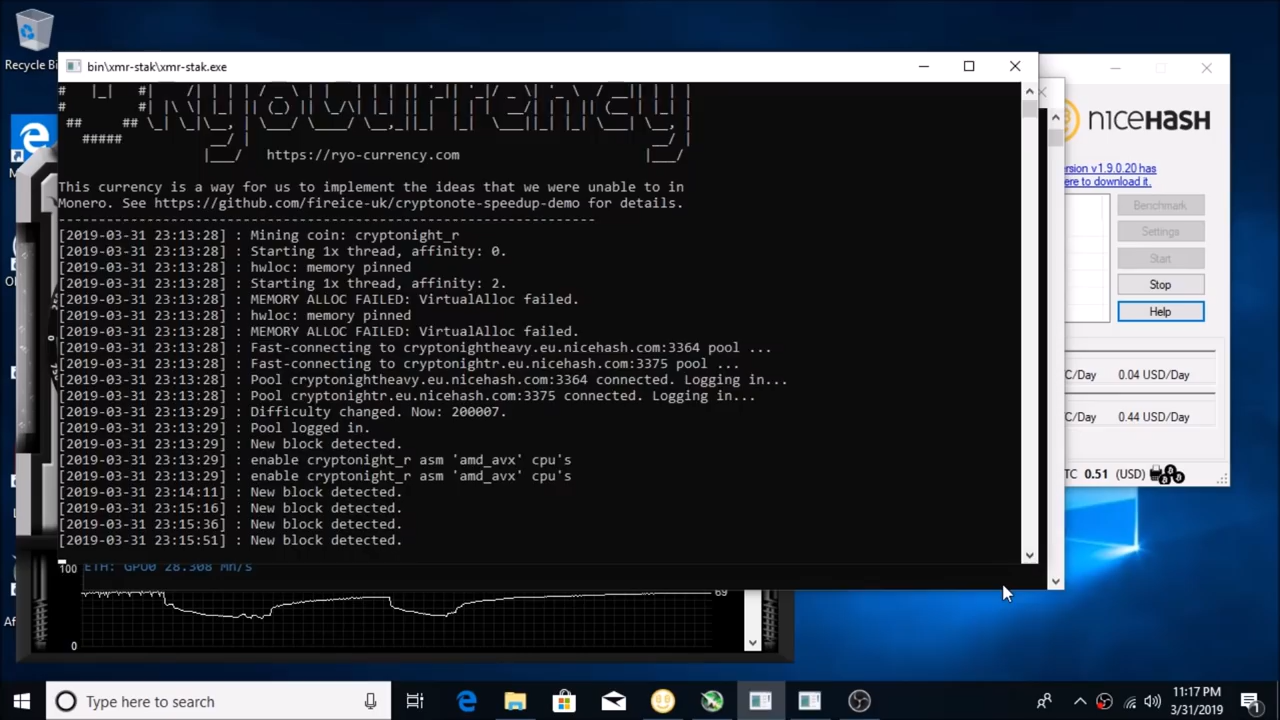 Recycle Bi
bin\xmr-stak\xmr-stak.exe
https://ryo-currency.com
This currency is a way for us to implement the ideas that we were unable to in
Monero. See https://github.com/fireice-uk/cryptonote-speedup-demo for details.
[2019-03-31 23:13:28] : Mining coin: cryptonight_r
[2019-03-31 23:13:28] : Starting 1x thread, affinity: 0.
[2019-03-31 23:13:28] : hwloc: memory pinned
[2019-03-31 23:13:28] : Starting 1x thread, affinity: 2.
[2019-03-31 23:13:28] : MEMORY ALLOC FAILED: VirtualAlloc failed.
[2019-03-31 23:13:28] : hwloc: memory pinned
[2019-03-31 23:13:28] : MEMORY ALLOC FAILED: VirtualAlloc failed.
[2019-03-31 23:13:28] : Fast-connecting to cryptonightheavy.eu.nicehash.com:3364 pool ...
[2019-03-31 23:13:28] : Fast-connecting to cryptonightr.eu.nicehash.com:3375 pool ...
[2019-03-31 23:13:28] : Pool cryptonightheavy.eu.nicehash.com:3364 connected. Logging in...
[2019-03-31 23:13:28] : Pool cryptonightr.eu.nicehash.com:3375 connected. Logging in...
[2019-03-31 23:13:29] : Difficulty changed. Now: 200007.
[2019-03-31 23:13:29] : Pool logged in.
[2019-03-31 23:13:29] : New block detected.
[2019-03-31 23:13:29] : enable cryptonight_r asm 'amd_avx' cpu's
[2019-03-31 23:13:29] : enable cryptonight_r asm 'amd_avx' cpu's
[2019-03-31 23:14:11] : New block detected.
[2019-03-31 23:15:16] : New block detected.
[2019-03-31 23:15:36] : New block detected.
[2019-03-31 23:15:51] : New block detected.
NICEHASH
ersion v1.9.0.20 has
ere to download it.
Benchmark
Settings
Start
Stop
Help
C/Day 0.04 USD/Day
C/Day 0.44 USD/Day
TC 0.51 (USD)
100 ETH: GPU0 28.308 Mh/s
69
0
Type here to search
11:17 PM
3/31/2019
1